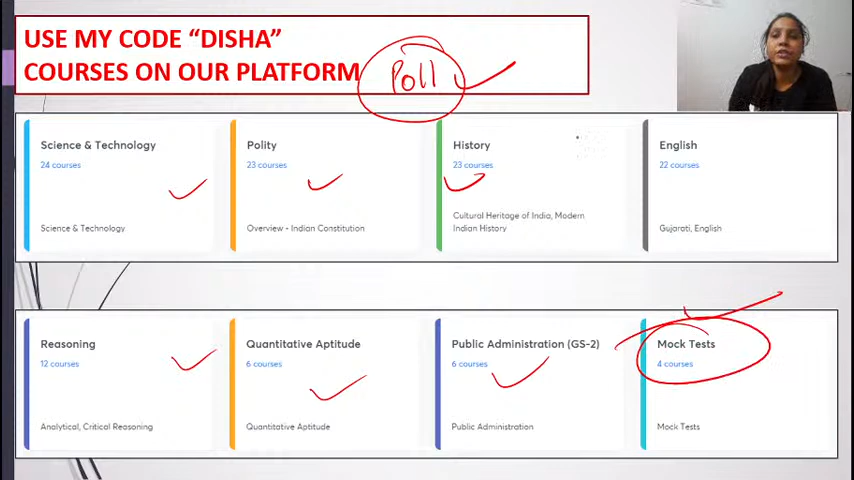 USE MY CODE “DISHA”
COURSES ON OUR PLATFORM
Poll
Science & Technology
24 courses
Science & Technology
Polity
23 courses
Overview - Indian Constitution
History
23 courses
Cultural Heritage of India, Modern
Indian History
English
22 courses
Gujarati, English
Reasoning
12 courses
Analytical, Critical Reasoning
Quantitative Aptitude
6 courses
Quantitative Aptitude
Public Administration (GS-2)
6 courses
Public Administration
Mock Tests
4 courses
Mock Tests